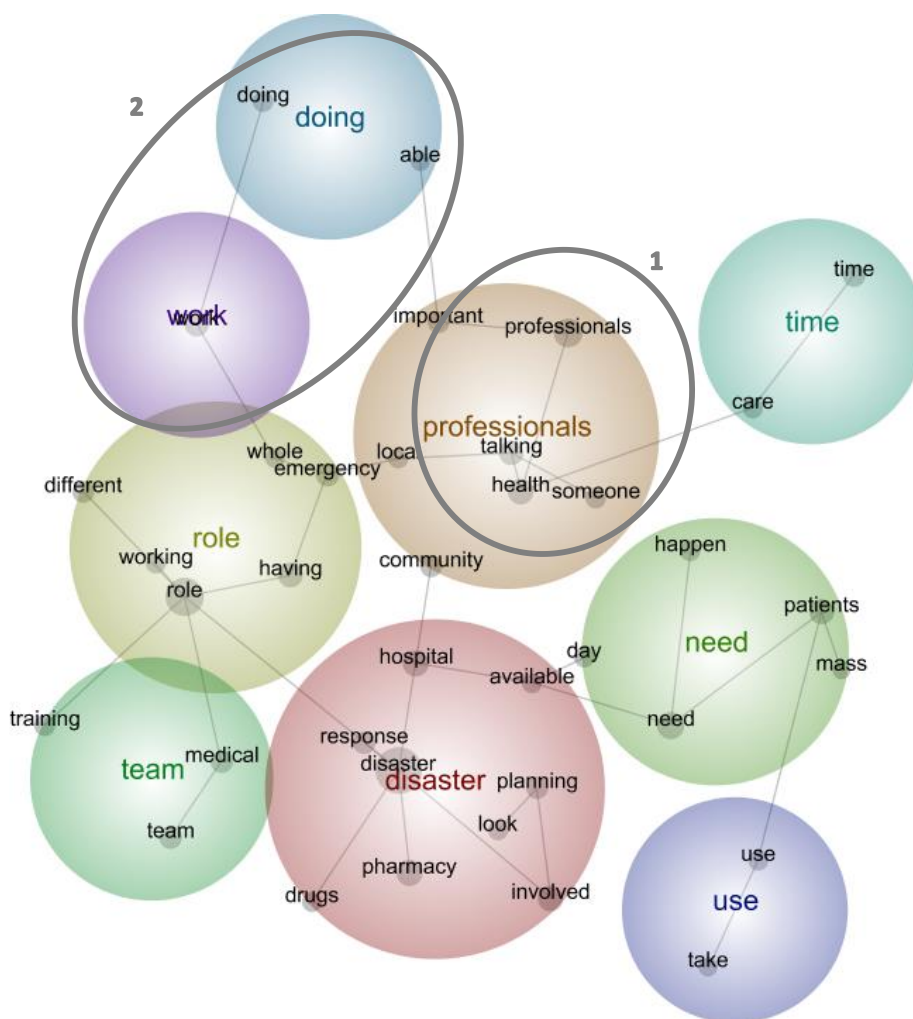 2
doing
doing
able
work
work
1
important
professionals
time
time
professionals
talking
care
local
health
someone
whole
emergency
different
role
working
role
having
community
happen
patients
need
mass
day
hospital
available
need
training
response
medical
disaster
disaster
team
planning
look
team
pharmacy
drugs
involved
use
use
take